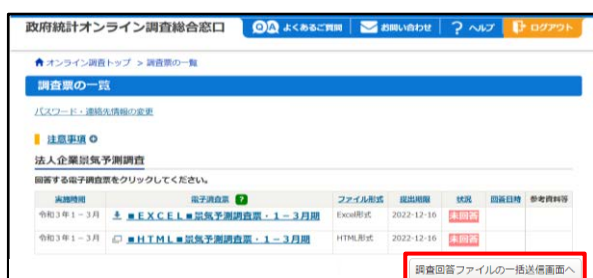 政府統計オンライン調査総合窓口 Q A よくあるご質問 お問い合わせ ? ヘルプ ログアウト
オンライン調査トップ > 調査票の一覧
調査票の一覧
パスワード・連絡先情報の変更
注意事項
法人企業景気予測調査
回答する電子調査票をクリックしてください。
実施時期 電子調査票 ? ファイル形式 提出期限 状況 回答日時 参考資料等
令和3年1-3月 ■EXCEL■景気予測調査票・1-3月期 Excel形式 2022-12-16 未回答
令和3年1-3月 ■HTML■景気予測調査票・1-3月期 HTML形式 2022-12-16 未回答
調査回答ファイルの一括送信画面へ